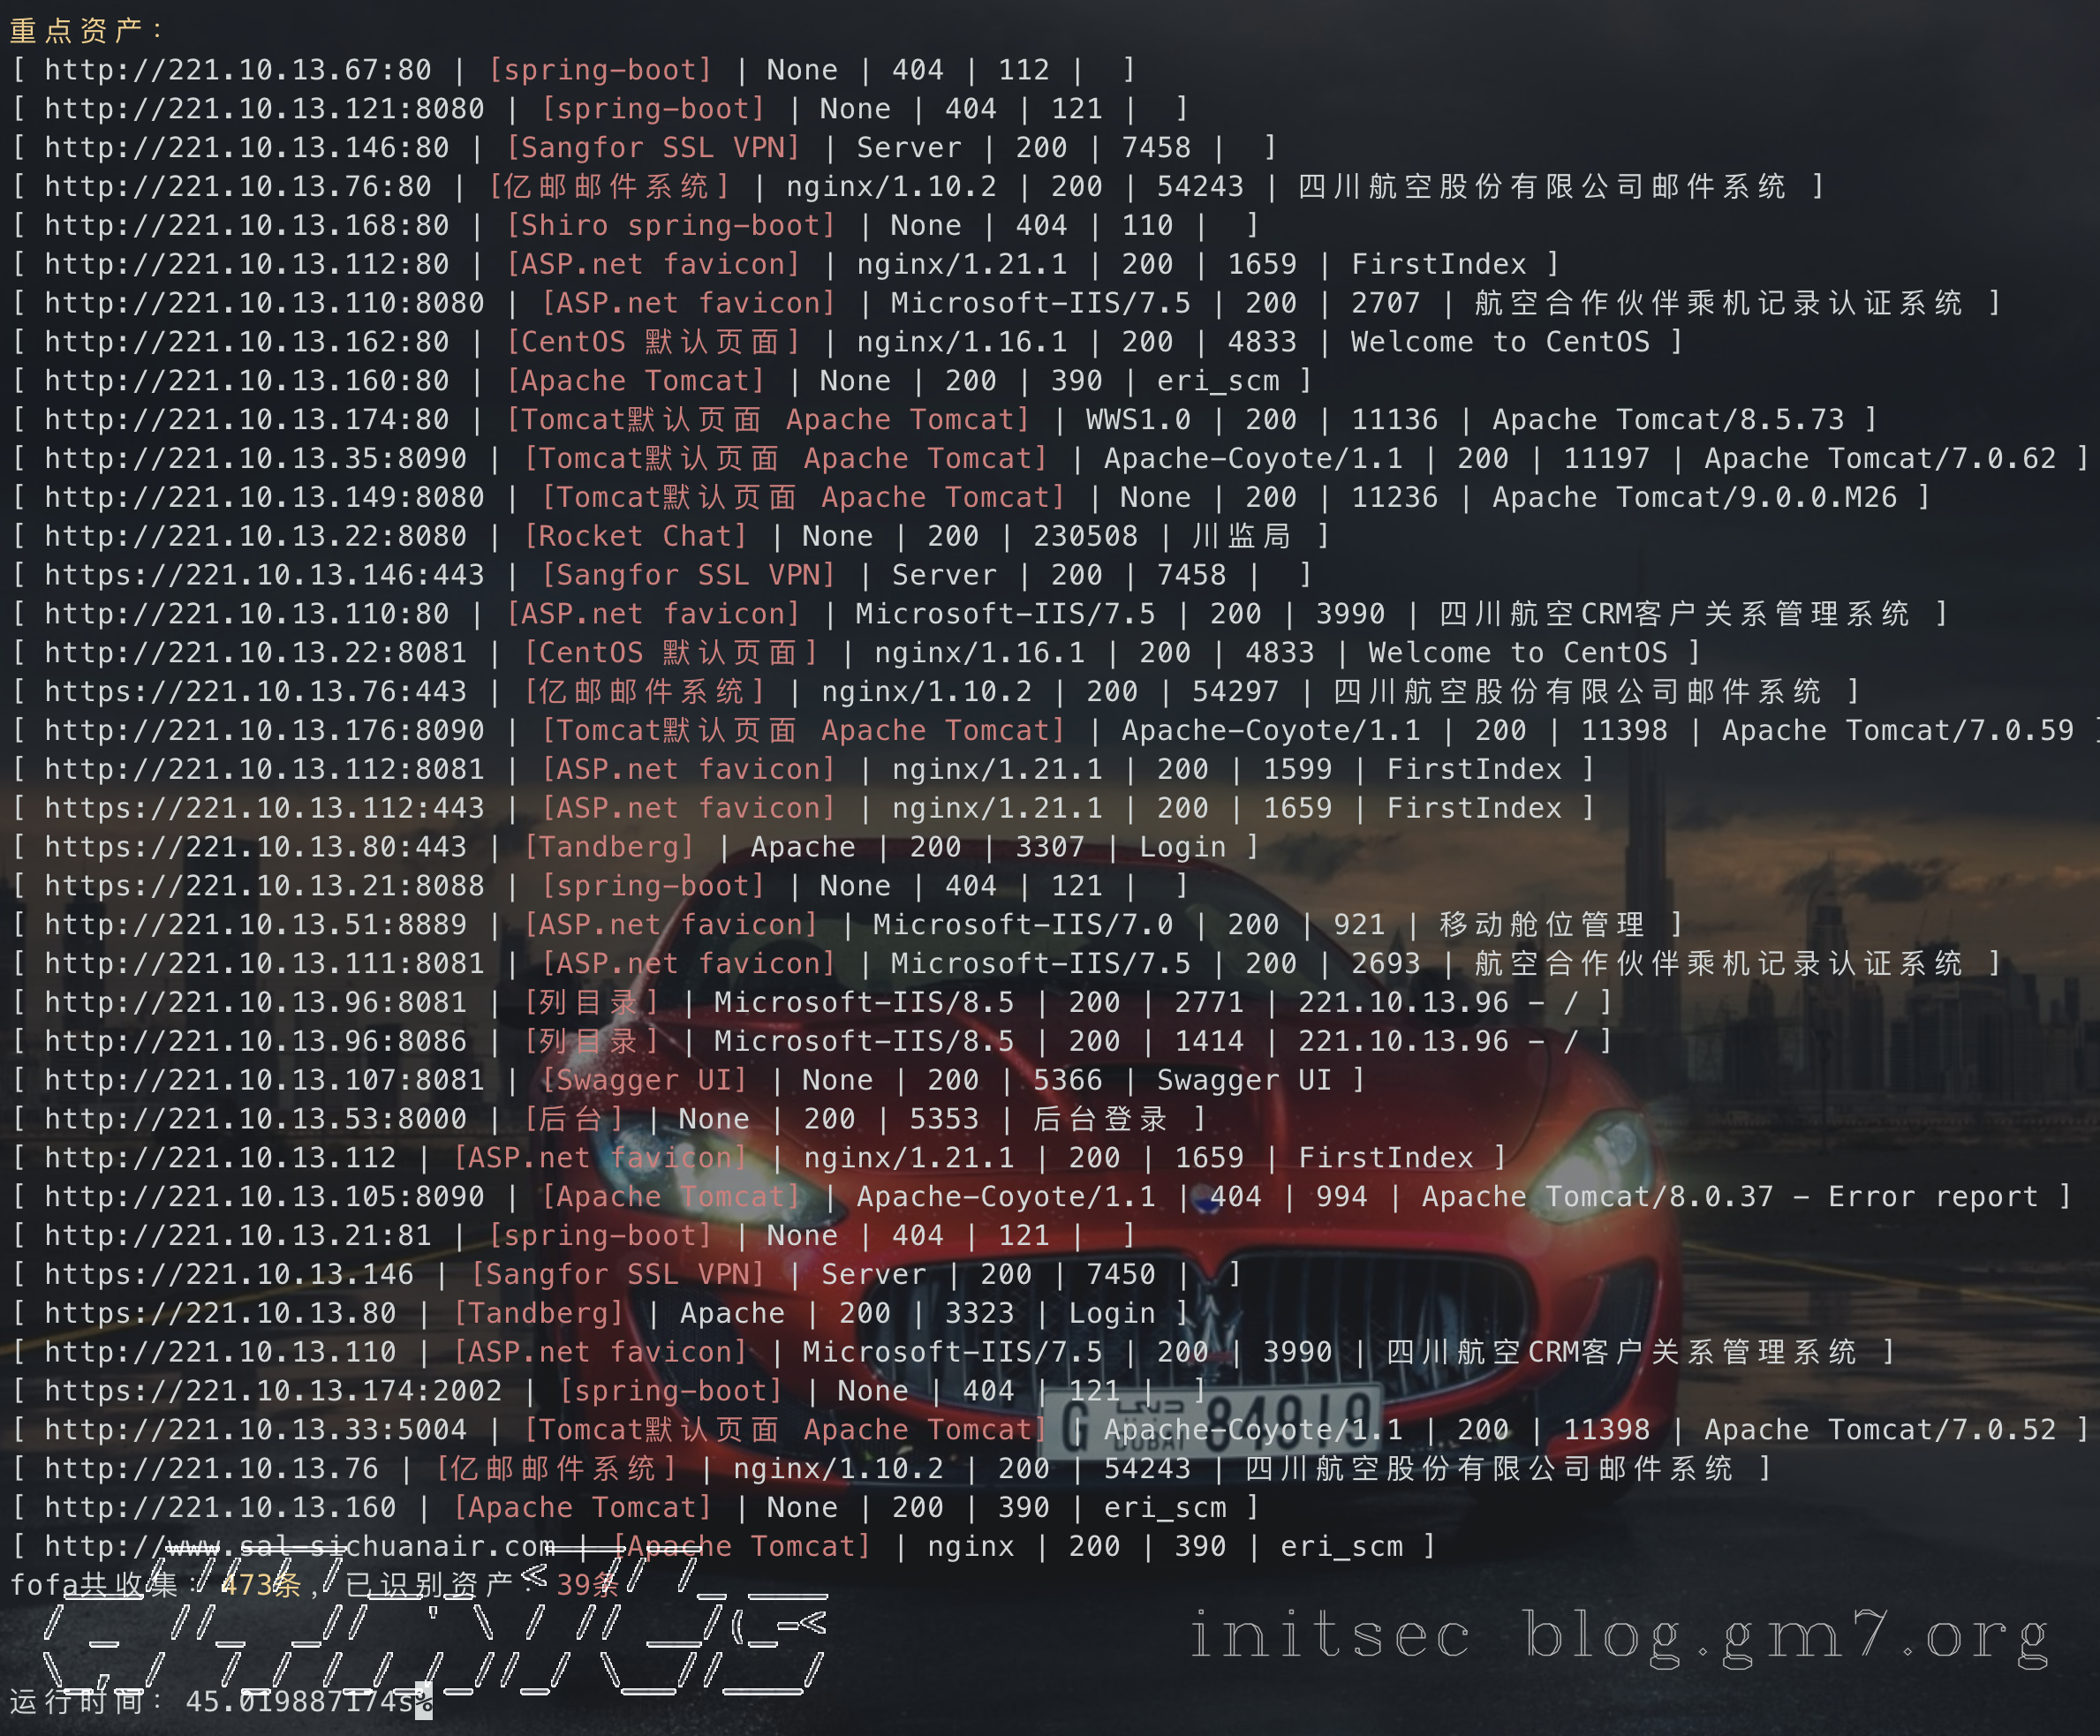 重点资产：
[ http://221.10.13.67:80 | [spring-boot] | None | 404 | 112 |  ]
[ http://221.10.13.121:8080 | [spring-boot] | None | 404 | 121 |  ]
[ http://221.10.13.146:80 | [Sangfor SSL VPN] | Server | 200 | 7458 |  ]
[ http://221.10.13.76:80 | [亿邮邮件系统] | nginx/1.10.2 | 200 | 54243 | 四川航空股份有限公司邮件系统 ]
[ http://221.10.13.168:80 | [Shiro spring-boot] | None | 404 | 110 |  ]
[ http://221.10.13.112:80 | [ASP.net favicon] | nginx/1.21.1 | 200 | 1659 | FirstIndex ]
[ http://221.10.13.110:8080 | [ASP.net favicon] | Microsoft-IIS/7.5 | 200 | 2707 | 航空合作伙伴乘机记录认证系统 ]
[ http://221.10.13.162:80 | [CentOS 默认页面] | nginx/1.16.1 | 200 | 4833 | Welcome to CentOS ]
[ http://221.10.13.160:80 | [Apache Tomcat] | None | 200 | 390 | eri_scm ]
[ http://221.10.13.174:80 | [Tomcat默认页面 Apache Tomcat] | WWS1.0 | 200 | 11136 | Apache Tomcat/8.5.73 ]
[ http://221.10.13.35:8090 | [Tomcat默认页面 Apache Tomcat] | Apache-Coyote/1.1 | 200 | 11197 | Apache Tomcat/7.0.62 ]
[ http://221.10.13.149:8080 | [Tomcat默认页面 Apache Tomcat] | None | 200 | 11236 | Apache Tomcat/9.0.0.M26 ]
[ http://221.10.13.22:8080 | [Rocket Chat] | None | 200 | 230508 | 川监局 ]
[ https://221.10.13.146:443 | [Sangfor SSL VPN] | Server | 200 | 7458 |  ]
[ http://221.10.13.110:80 | [ASP.net favicon] | Microsoft-IIS/7.5 | 200 | 3990 | 四川航空CRM客户关系管理系统 ]
[ http://221.10.13.22:8081 | [CentOS 默认页面] | nginx/1.16.1 | 200 | 4833 | Welcome to CentOS ]
[ https://221.10.13.76:443 | [亿邮邮件系统] | nginx/1.10.2 | 200 | 54297 | 四川航空股份有限公司邮件系统 ]
[ http://221.10.13.176:8090 | [Tomcat默认页面 Apache Tomcat] | Apache-Coyote/1.1 | 200 | 11398 | Apache Tomcat/7.0.59 ]
[ http://221.10.13.112:8081 | [ASP.net favicon] | nginx/1.21.1 | 200 | 1599 | FirstIndex ]
[ https://221.10.13.112:443 | [ASP.net favicon] | nginx/1.21.1 | 200 | 1659 | FirstIndex ]
[ https://221.10.13.80:443 | [Tandberg] | Apache | 200 | 3307 | Login ]
[ https://221.10.13.21:8088 | [spring-boot] | None | 404 | 121 |  ]
[ http://221.10.13.51:8889 | [ASP.net favicon] | Microsoft-IIS/7.0 | 200 | 921 | 移动舱位管理 ]
[ http://221.10.13.111:8081 | [ASP.net favicon] | Microsoft-IIS/7.5 | 200 | 2693 | 航空合作伙伴乘机记录认证系统 ]
[ http://221.10.13.96:8081 | [列目录] | Microsoft-IIS/8.5 | 200 | 2771 | 221.10.13.96 - / ]
[ http://221.10.13.96:8086 | [列目录] | Microsoft-IIS/8.5 | 200 | 1414 | 221.10.13.96 - / ]
[ http://221.10.13.107:8081 | [Swagger UI] | None | 200 | 5366 | Swagger UI ]
[ http://221.10.13.53:8000 | [后台] | None | 200 | 5353 | 后台登录 ]
[ http://221.10.13.112 | [ASP.net favicon] | nginx/1.21.1 | 200 | 1659 | FirstIndex ]
[ http://221.10.13.105:8090 | [Apache Tomcat] | Apache-Coyote/1.1 | 404 | 994 | Apache Tomcat/8.0.37 - Error report ]
[ http://221.10.13.21:81 | [spring-boot] | None | 404 | 121 |  ]
[ https://221.10.13.146 | [Sangfor SSL VPN] | Server | 200 | 7450 |  ]
[ https://221.10.13.80 | [Tandberg] | Apache | 200 | 3323 | Login ]
[ http://221.10.13.110 | [ASP.net favicon] | Microsoft-IIS/7.5 | 200 | 3990 | 四川航空CRM客户关系管理系统 ]
[ https://221.10.13.174:2002 | [spring-boot] | None | 404 | 121 |  ]
[ http://221.10.13.33:5004 | [Tomcat默认页面 Apache Tomcat] | Apache-Coyote/1.1 | 200 | 11398 | Apache Tomcat/7.0.52 ]
G DUBAI 84919
[ http://221.10.13.76 | [亿邮邮件系统] | nginx/1.10.2 | 200 | 54243 | 四川航空股份有限公司邮件系统 ]
[ http://221.10.13.160 | [Apache Tomcat] | None | 200 | 390 | eri_scm ]
[ http://www.sal-sichuanair.com | [Apache Tomcat] | nginx | 200 | 390 | eri_scm ]
fofa共收集： 473条， 已识别资产： 39条
initsec blog.gm7.org
运行时间：45.019887174s%